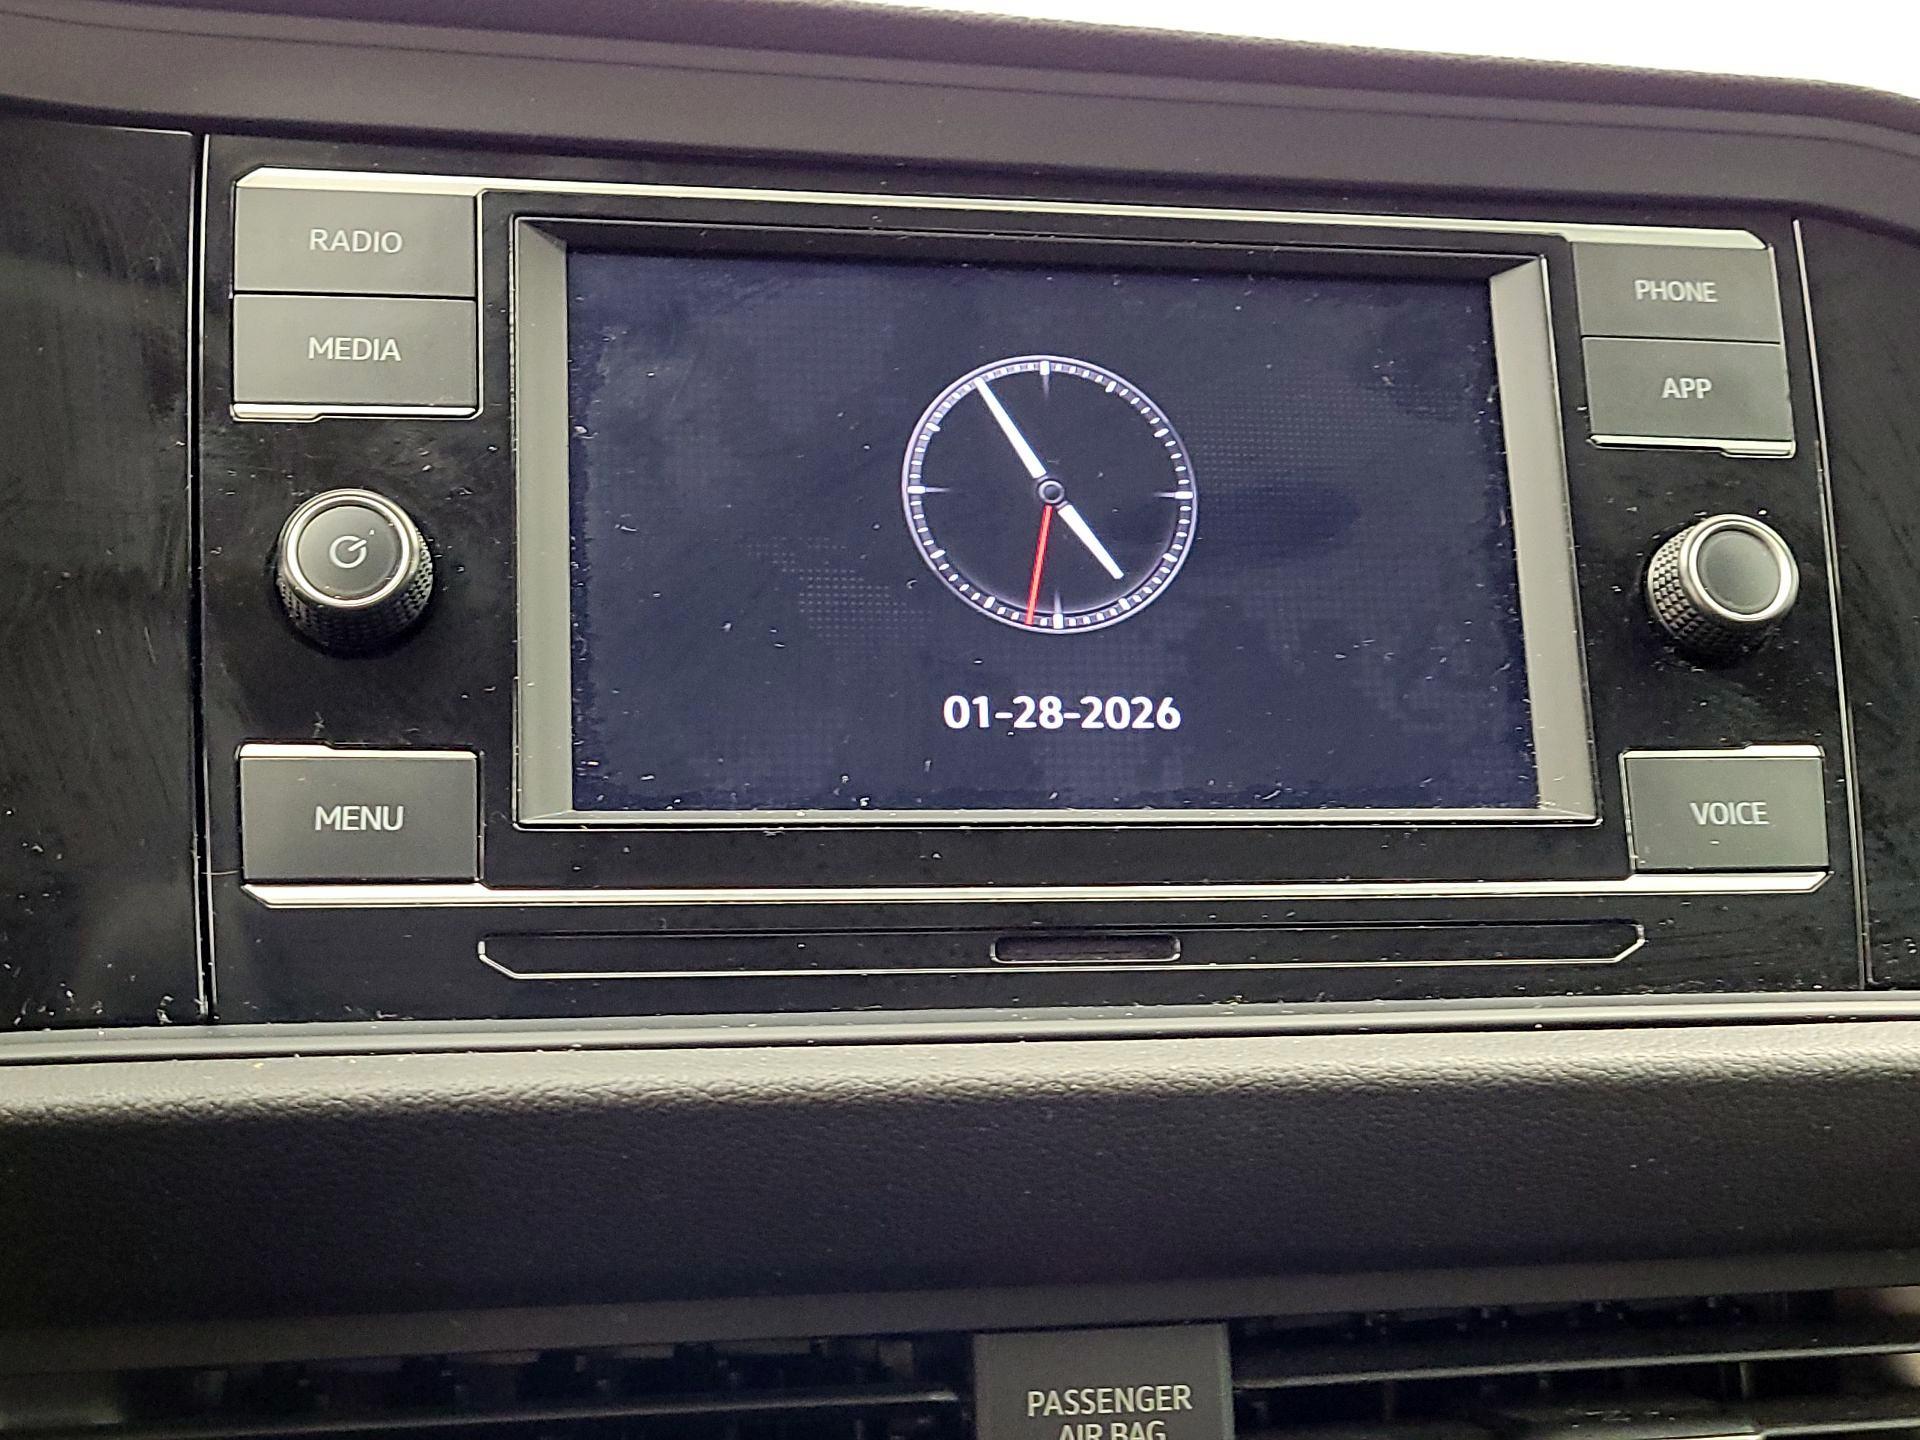 RADIO
MEDIA
PHONE
APP
01-28-2026
MENU
VOICE
PASSENGER
AIR BAG